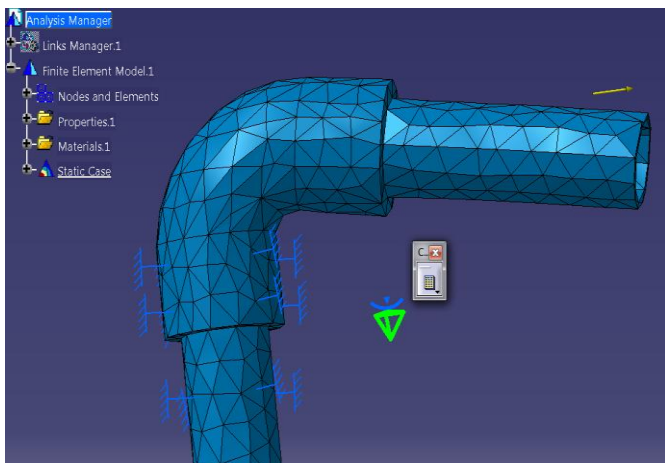 Analysis Manager
Links Manager.1
Finite Element Model.1
Nodes and Elements
Properties.1
Materials.1
Static Case
C..